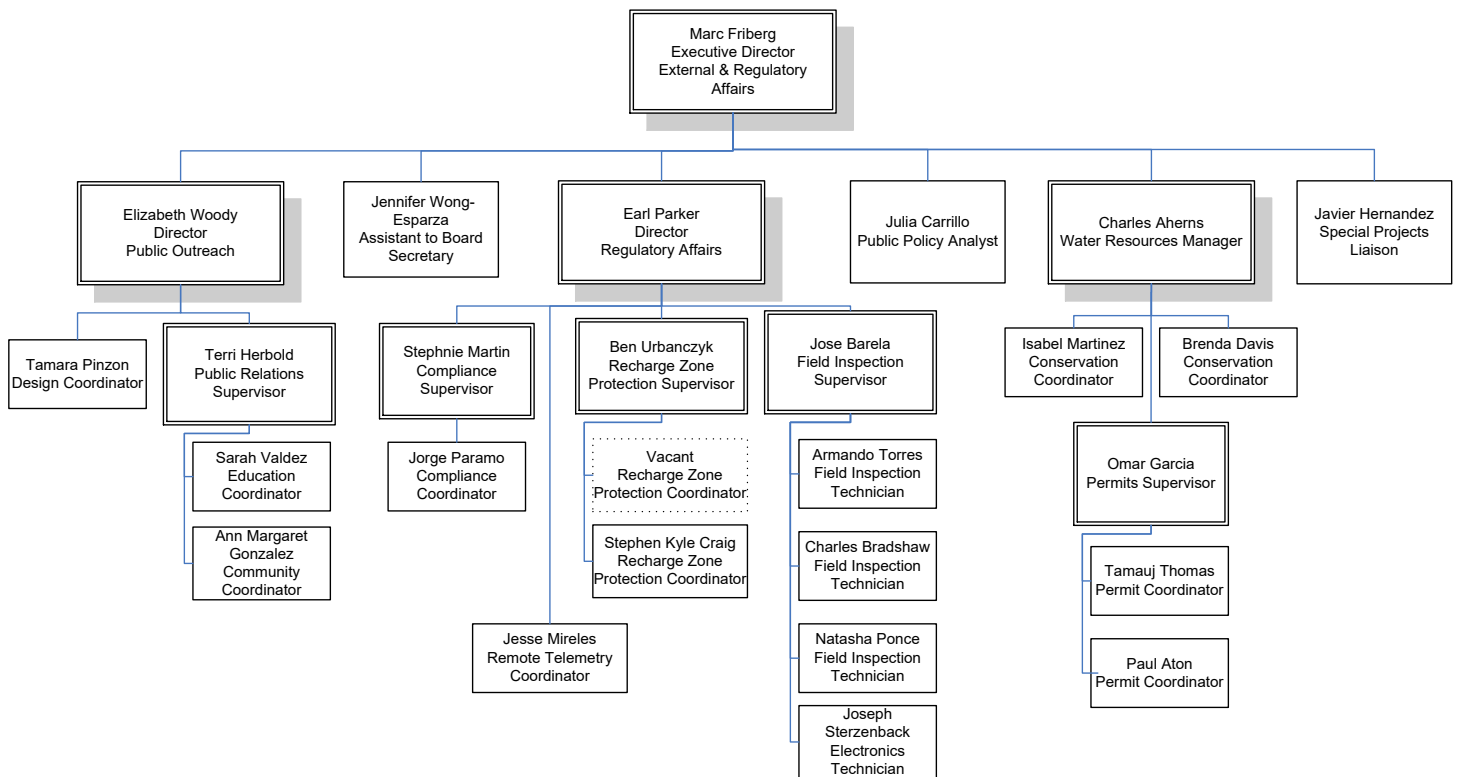 Marc Friberg
Executive Director
External & Regulatory
Affairs
Elizabeth Woody
Director
Public Outreach
Jennifer Wong-
Esparza
Assistant to Board
Secretary
Earl Parker
Director
Regulatory Affairs
Julia Carrillo
Public Policy Analyst
Charles Aherns
Water Resources Manager
Javier Hernandez
Special Projects
Liaison
Tamara Pinzon
Design Coordinator
Terri Herbold
Public Relations
Supervisor
Stephnie Martin
Compliance
Supervisor
Ben Urbanczyk
Recharge Zone
Protection Supervisor
Jose Barela
Field Inspection
Supervisor
Isabel Martinez
Conservation
Coordinator
Brenda Davis
Conservation
Coordinator
Sarah Valdez
Education
Coordinator
Ann Margaret
Gonzalez
Community
Coordinator
Jorge Paramo
Compliance
Coordinator
Vacant
Recharge Zone
Protection Coordinator
Stephen Kyle Craig
Recharge Zone
Protection Coordinator
Jesse Mireles
Remote Telemetry
Coordinator
Armando Torres
Field Inspection
Technician
Charles Bradshaw
Field Inspection
Technician
Natasha Ponce
Field Inspection
Technician
Joseph
Sterzenback
Electronics
Technician
Omar Garcia
Permits Supervisor
Tamauj Thomas
Permit Coordinator
Paul Aton
Permit Coordinator